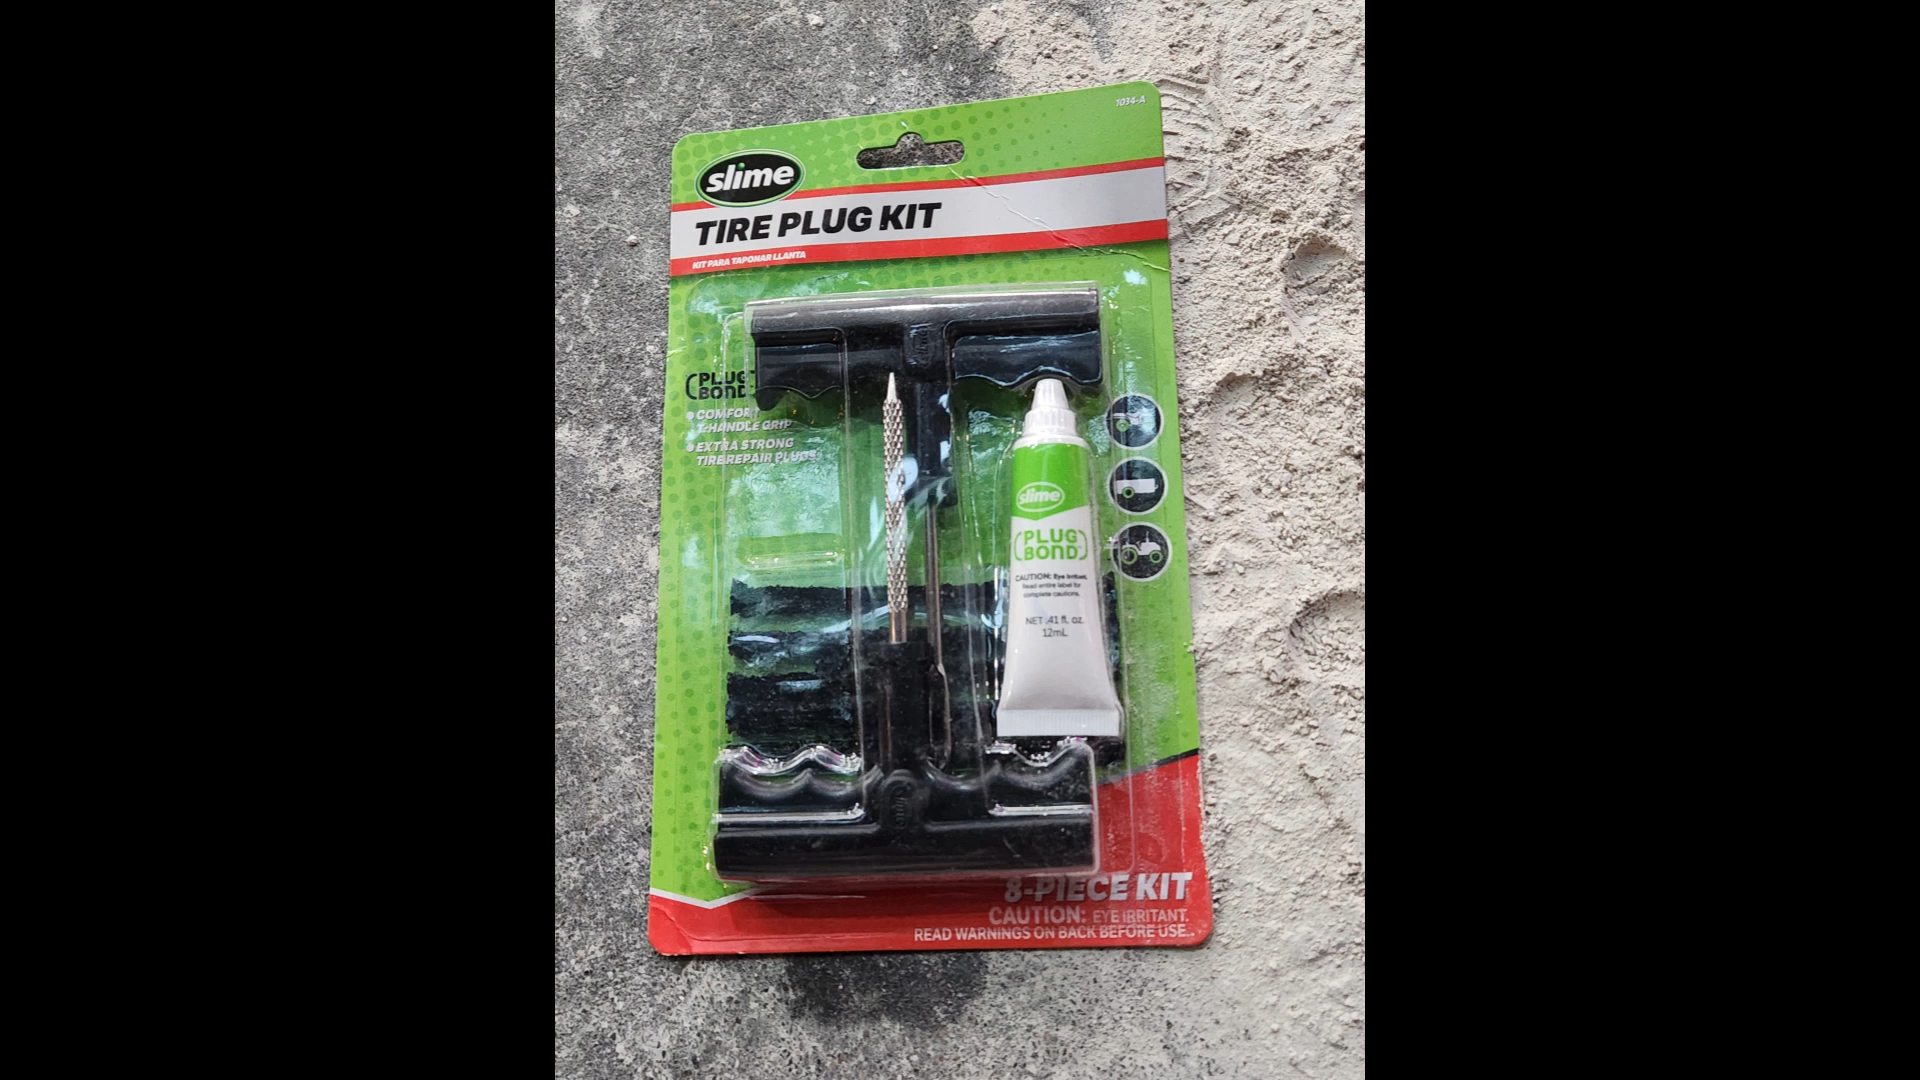 1034-A
slime
TIRE PLUG KIT
KIT PARA TAPONAR LLANTA
PLUG
BOND
COMFORT
T-HANDLE GRIP
EXTRA STRONG
TIRE REPAIR PLUGS
slime
PLUG
BOND
CAUTION: Eye Irritant.
Read entire label for
complete cautions.
NET .41 fl. oz.
12mL
8-PIECE KIT
CAUTION: EYE IRRITANT.
READ WARNINGS ON BACK BEFORE USE.